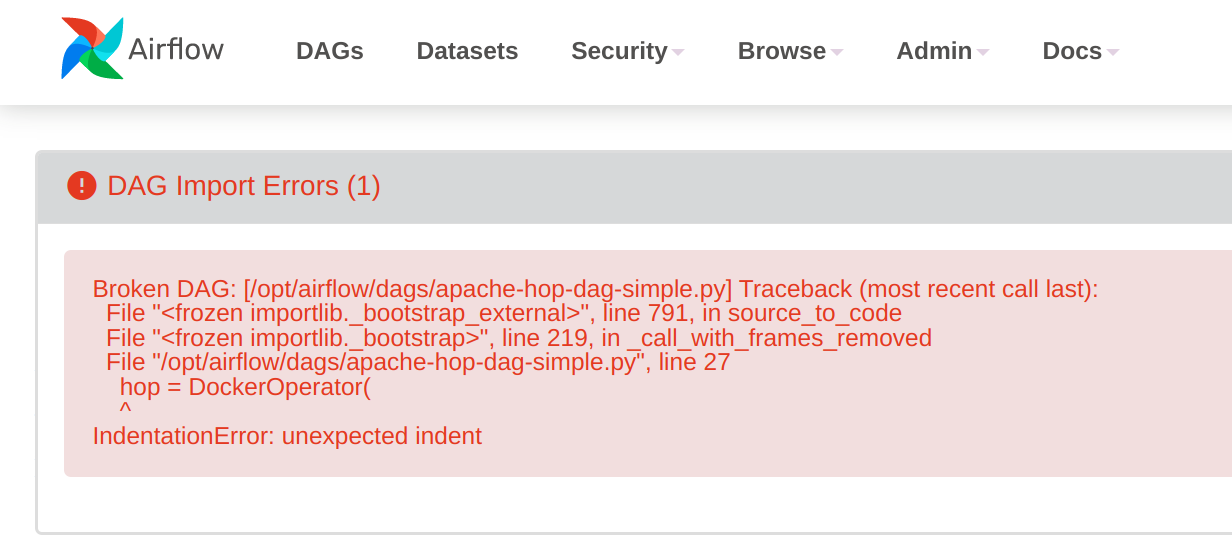 Airflow DAGs Datasets Security Browse Admin Docs
DAG Import Errors (1)
Broken DAG: [/opt/airflow/dags/apache-hop-dag-simple.py] Traceback (most recent call last):
File "<frozen importlib._bootstrap_external>", line 791, in source_to_code
File "<frozen importlib._bootstrap>", line 219, in _call_with_frames_removed
File "/opt/airflow/dags/apache-hop-dag-simple.py", line 27
hop = DockerOperator(
^
IndentationError: unexpected indent